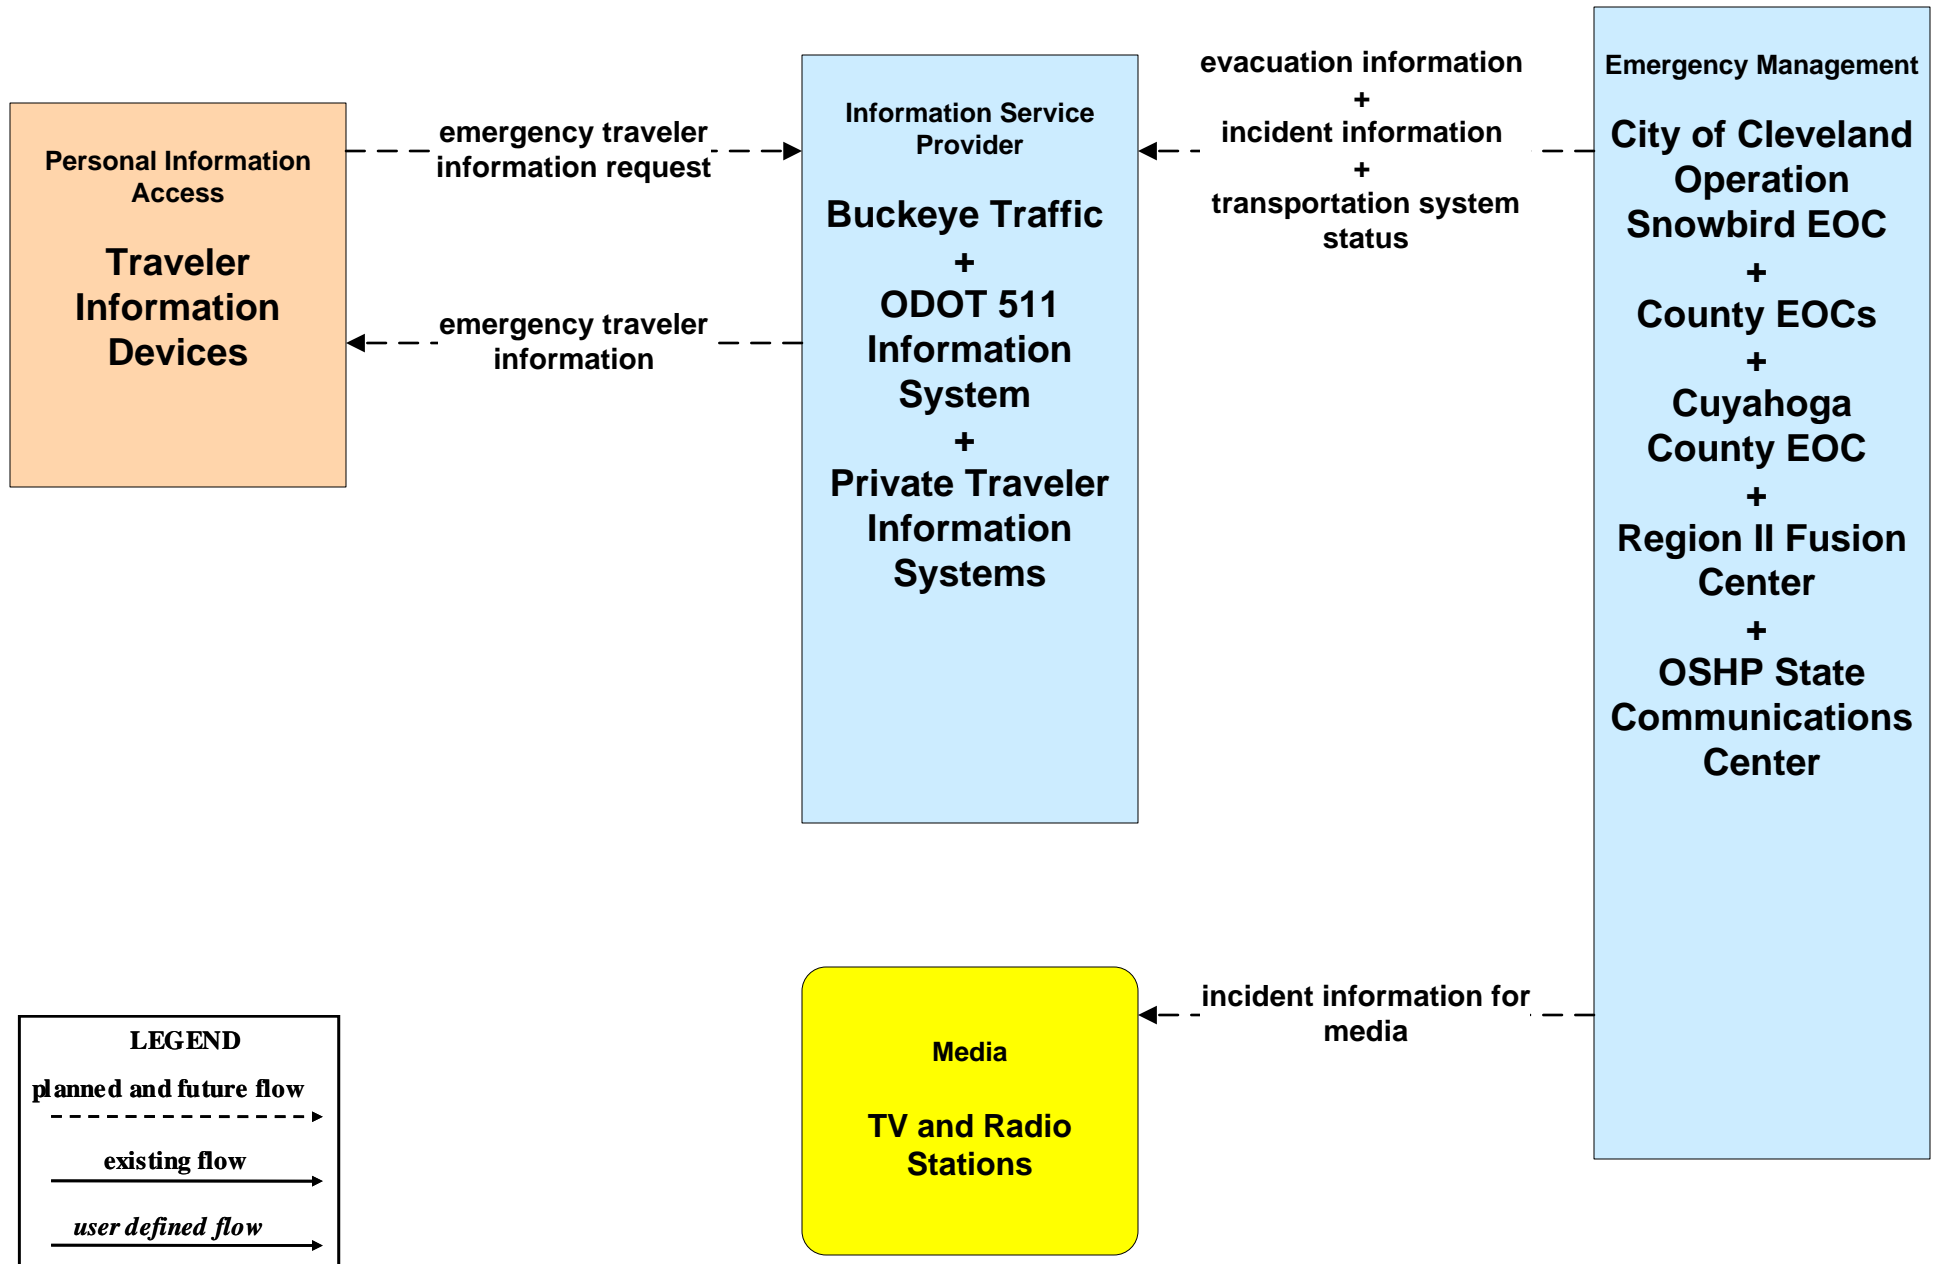 Personal Information
Access
Traveler
Information
Devices
emergency traveler
information request
emergency traveler
information
Information Service
Provider
Buckeye Traffic
+
ODOT 511
Information
System
+
Private Traveler
Information
Systems
evacuation information
+
incident information
+
transportation system
status
Emergency Management
City of Cleveland
Operation
Snowbird EOC
+
County EOCs
+
Cuyahoga
County EOC
+
Region II Fusion
Center
+
OSHP State
Communications
Center
incident information for
media
Media
TV and Radio
Stations
LEGEND
planned and future flow
existing flow
user defined flow